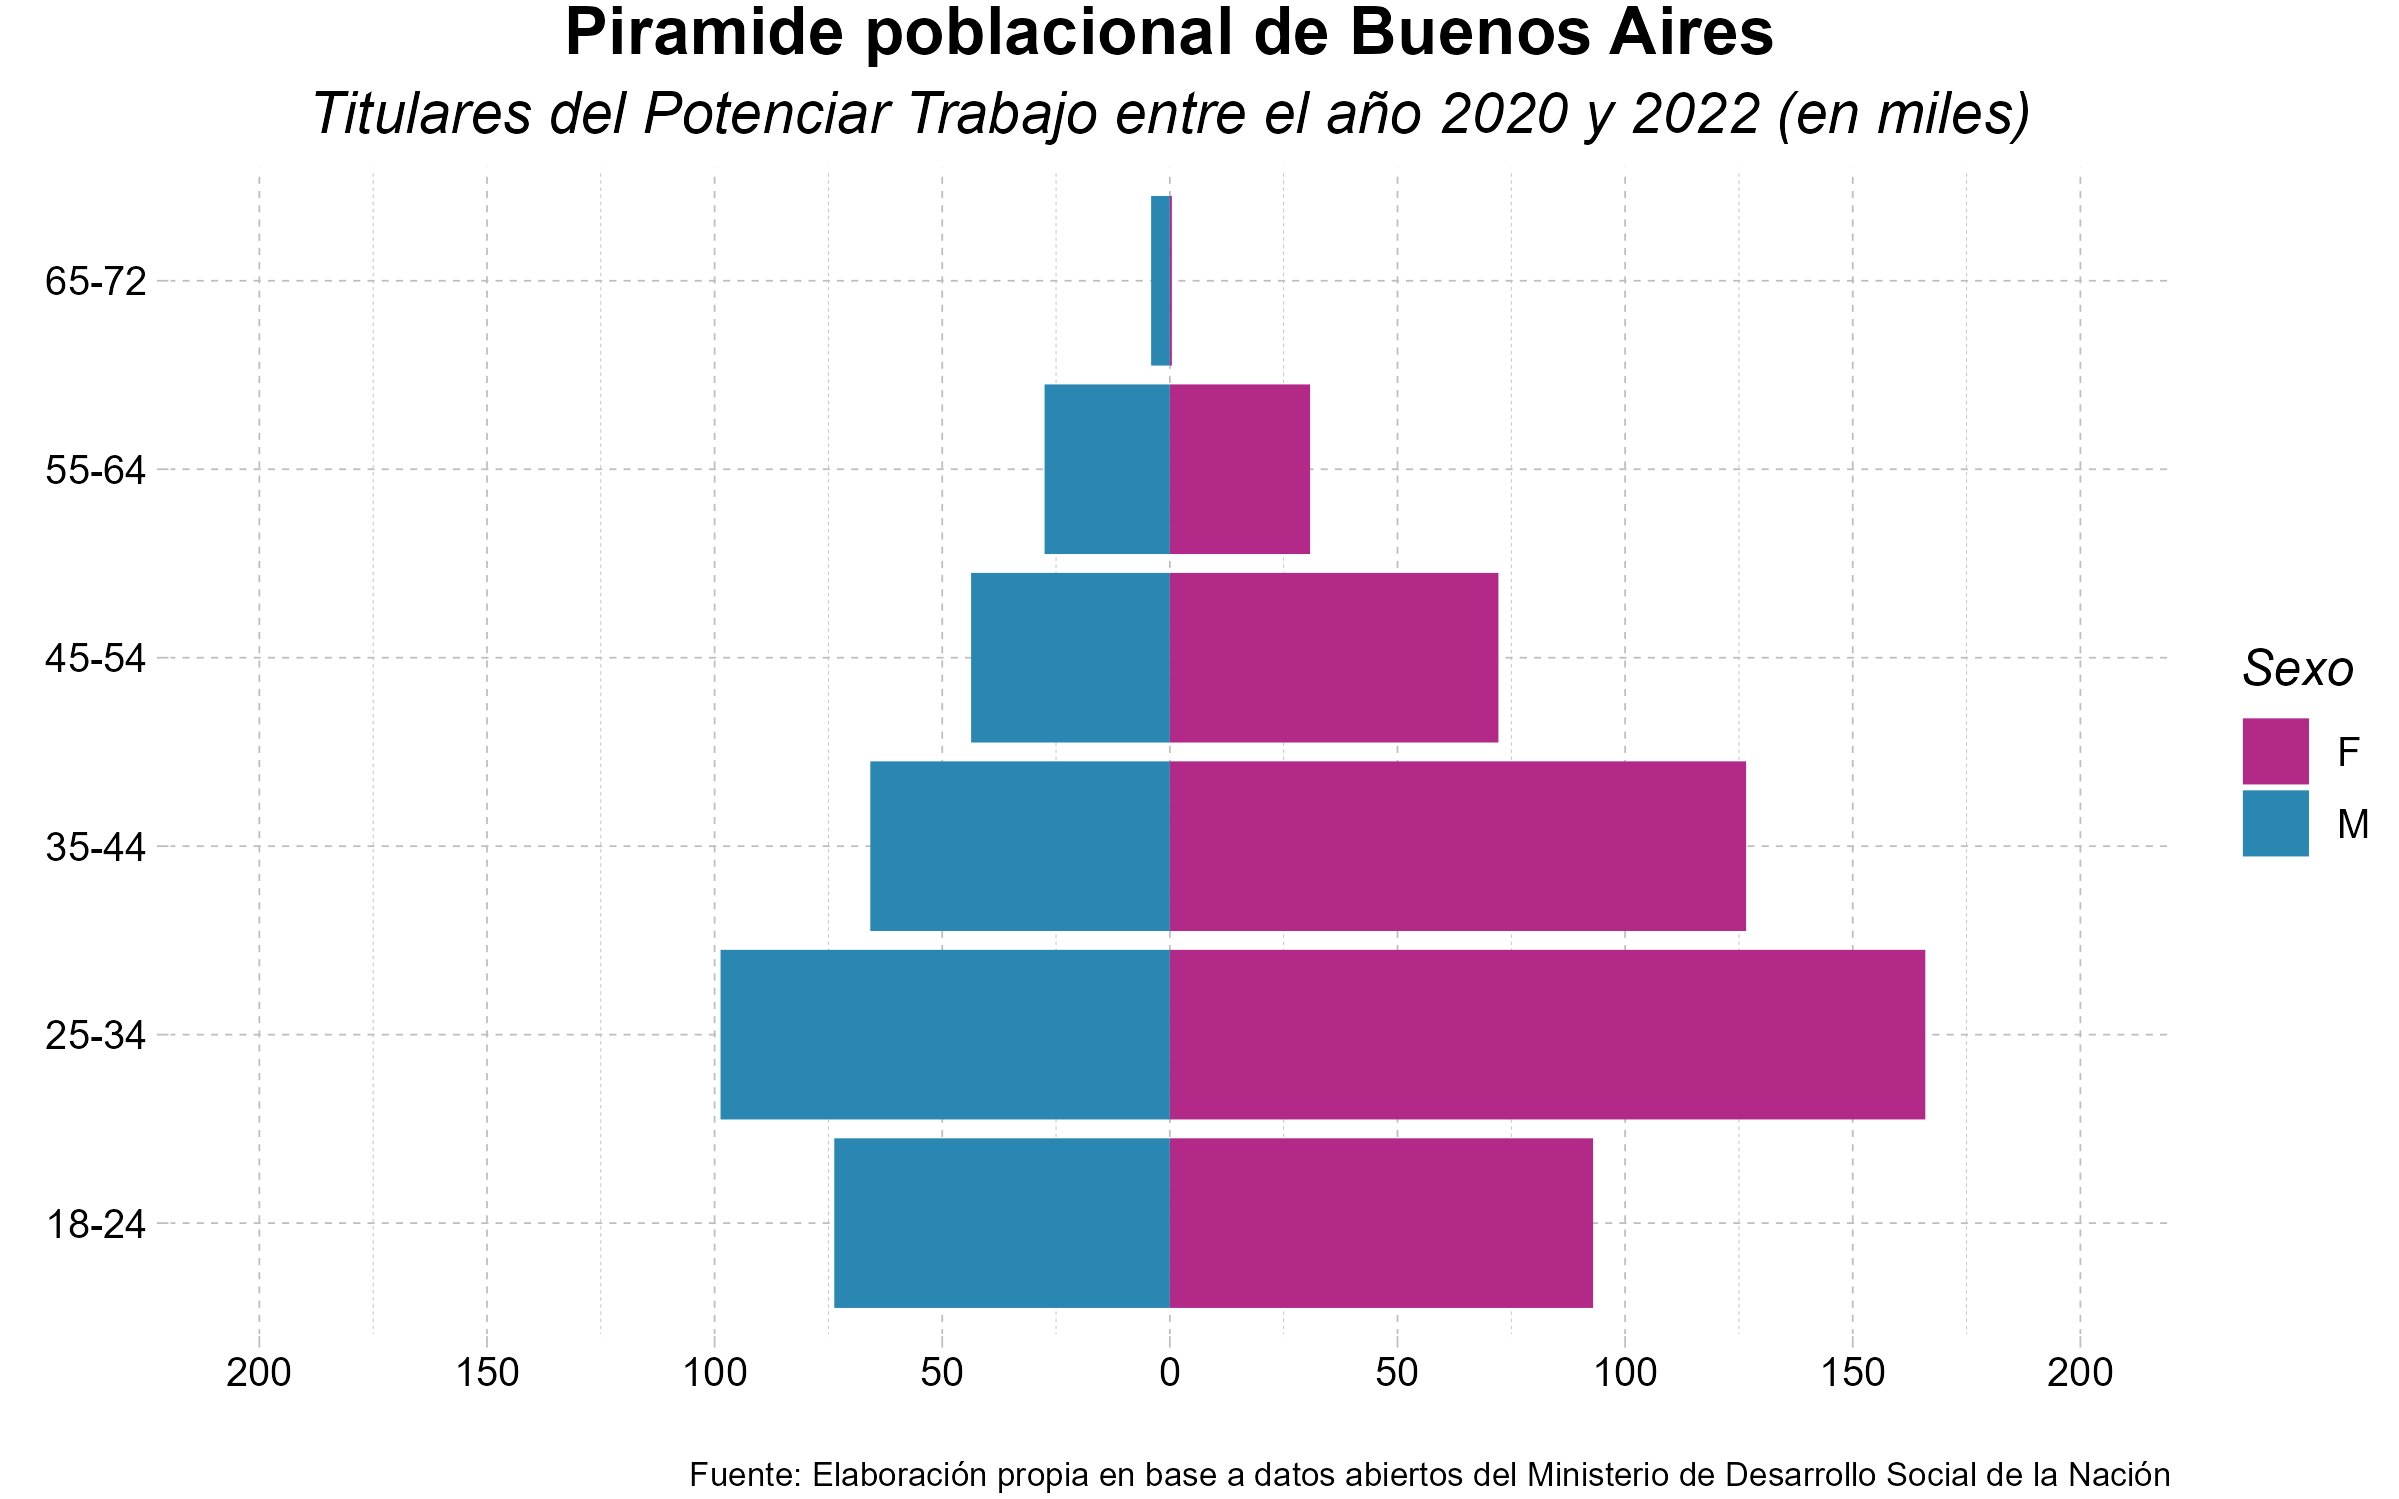 Piramide poblacional de Buenos Aires
Titulares del Potenciar Trabajo entre el año 2020 y 2022 (en miles)
65-72
55-64
45-54
35-44
25-34
18-24
200 150 100 50 0 50 100 150 200
Sexo
F
M
Fuente: Elaboración propia en base a datos abiertos del Ministerio de Desarrollo Social de la Nación